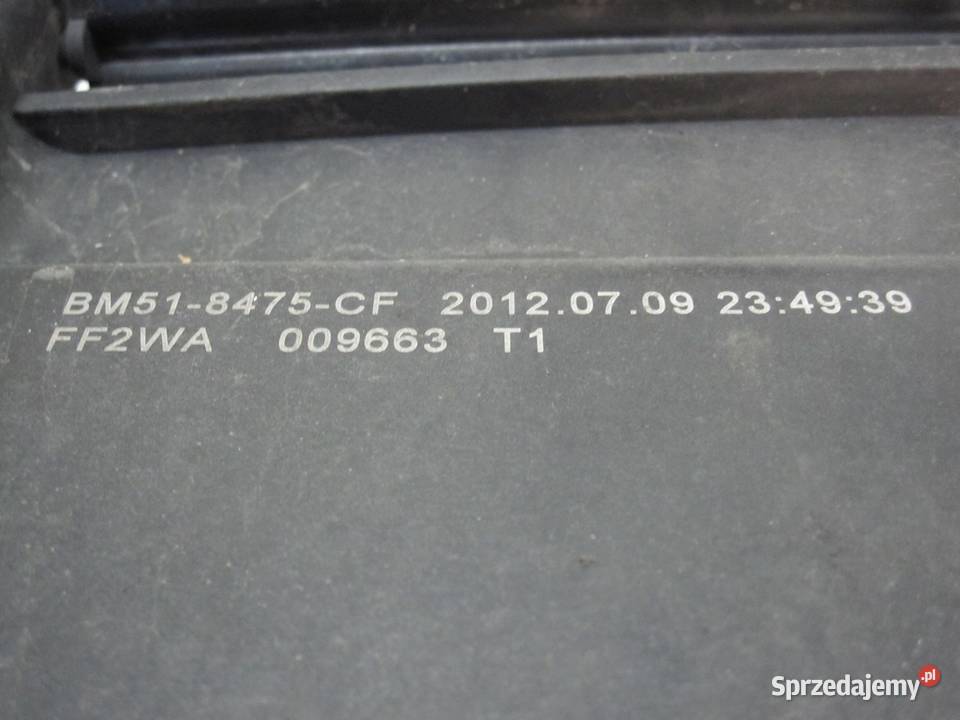 BM51-8475-CF 2012.07.09 23:49:39
FF2WA 009663 T1
Sprzedajemy.pl